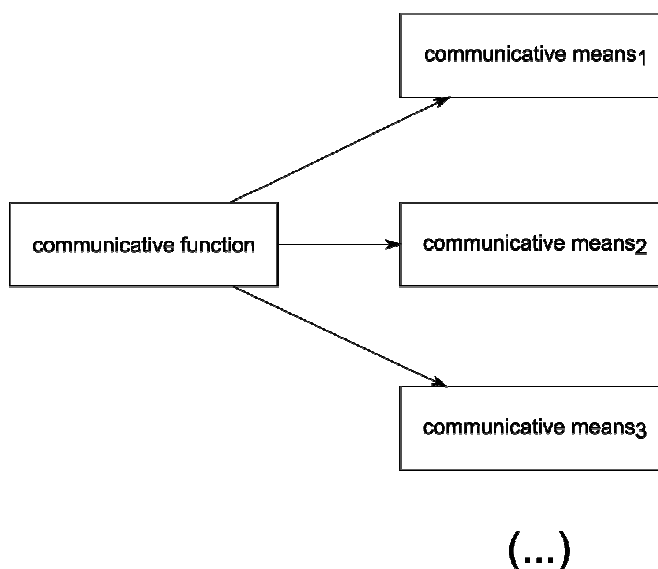 communicative means1
communicative function
communicative means2
communicative means3
(...)